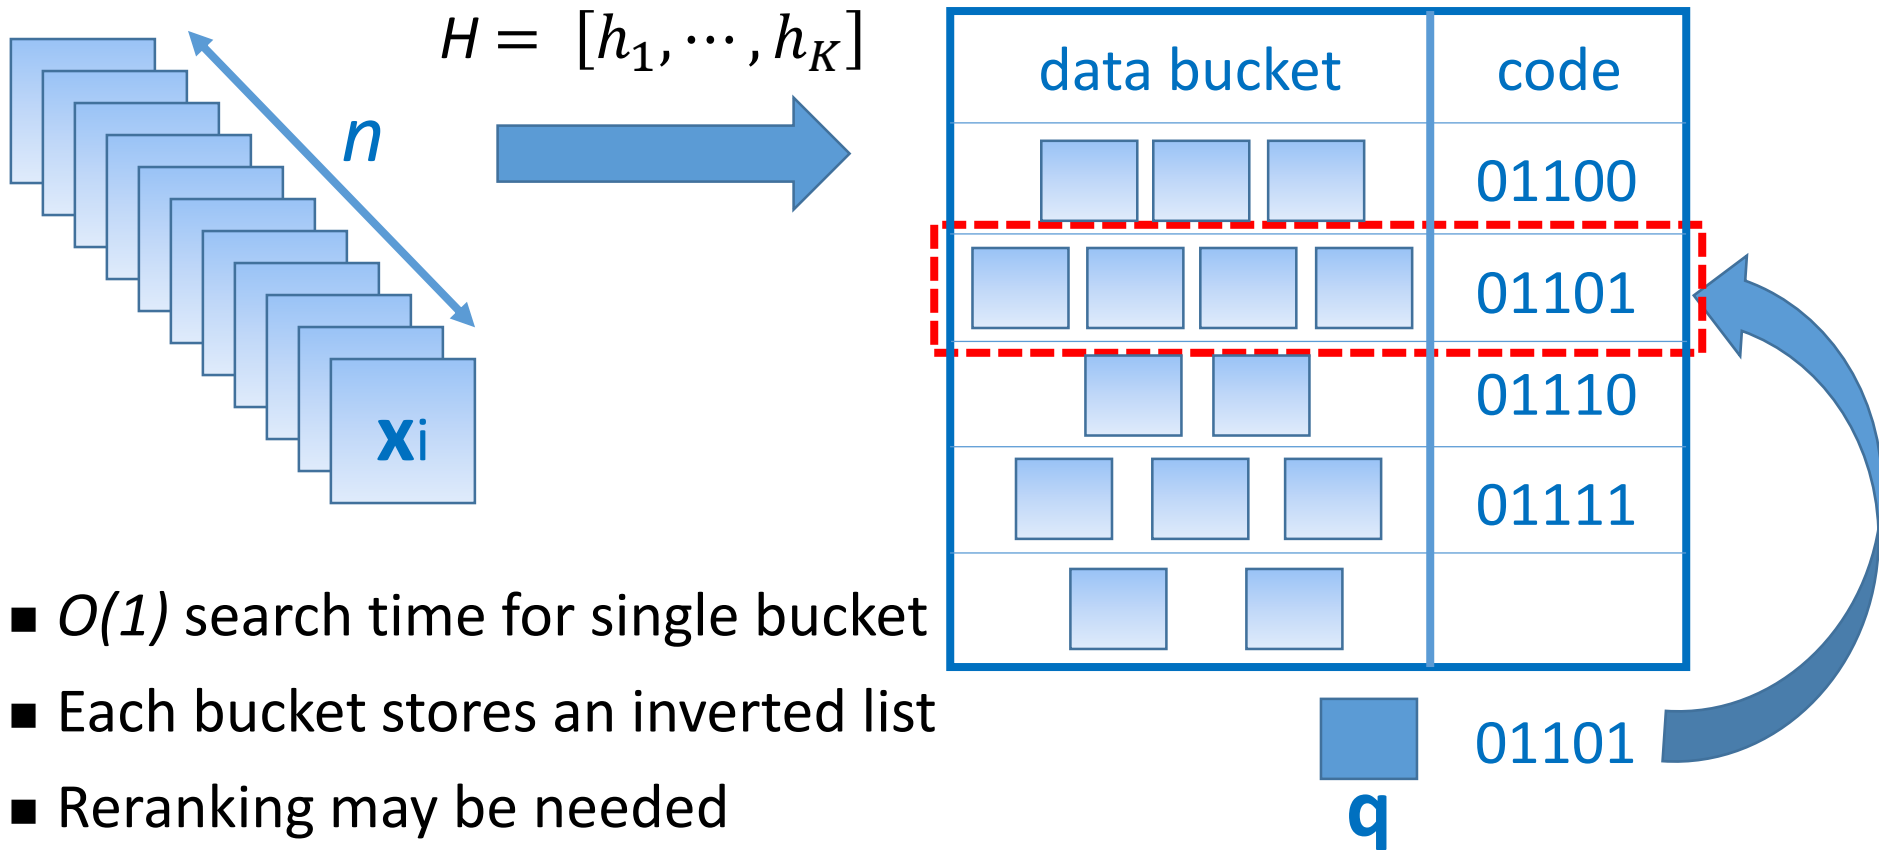 H = [h₁, ⋯ , h_K]
n
xi
data bucket code
01100
01101
01110
01111
■ O(1) search time for single bucket
■ Each bucket stores an inverted list
■ Reranking may be needed
01101
q